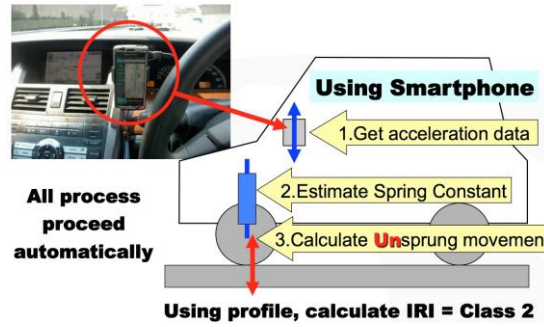 Using Smartphone
1.Get acceleration data
All process
proceed
automatically
2.Estimate Spring Constant
3.Calculate Unsprung movement
Using profile, calculate IRI = Class 2